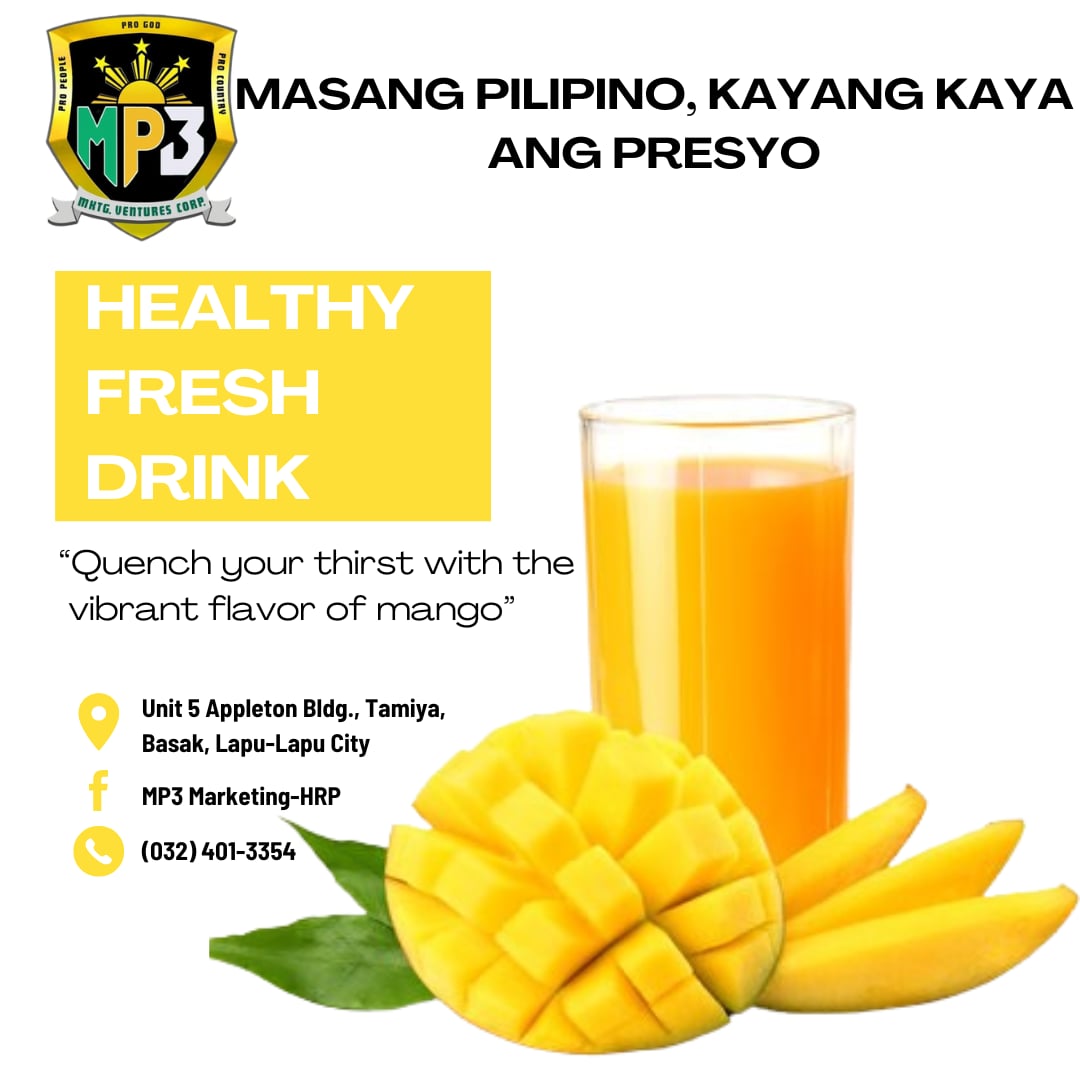 PRO GOD
PRO PEOPLE
PRO COUNTRY
MP3
MKTG. VENTURES CORP.
MASANG PILIPINO, KAYANG KAYA
ANG PRESYO
HEALTHY
FRESH
DRINK
“Quench your thirst with the
vibrant flavor of mango”
Unit 5 Appleton Bldg., Tamiya,
Basak, Lapu-Lapu City
MP3 Marketing-HRP
(032) 401-3354